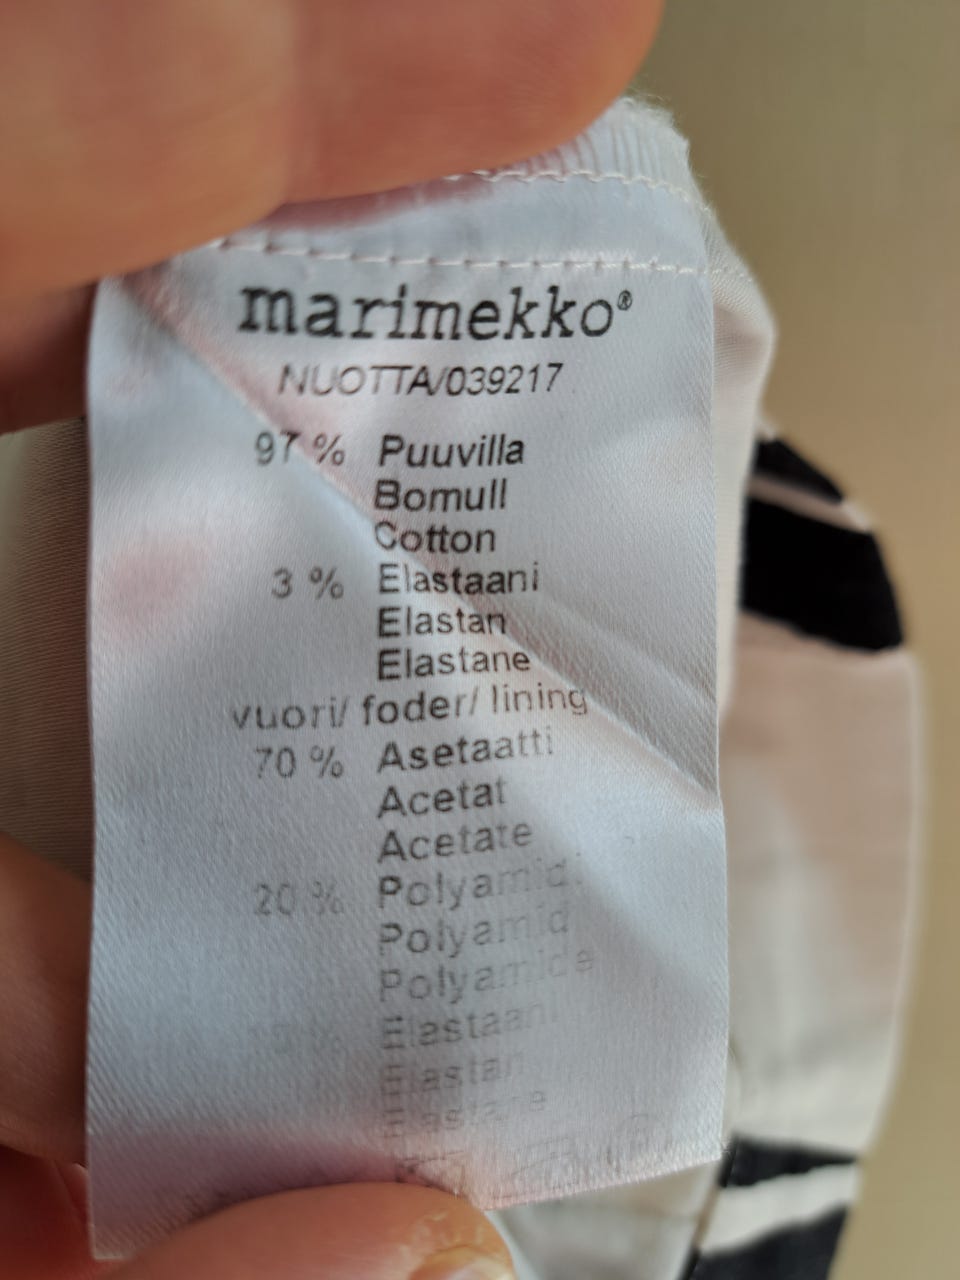 marimekko®
NUOTTA/039217
97 % Puuvilla
Bomull
Cotton
3 % Elastaani
Elastan
Elastane
vuori/ foder/ lining
70 % Asetaatti
Acetat
Acetate
20 % Polyamidi
Polyamid
Polyamide
% Elastaani
Elastan
Elastane